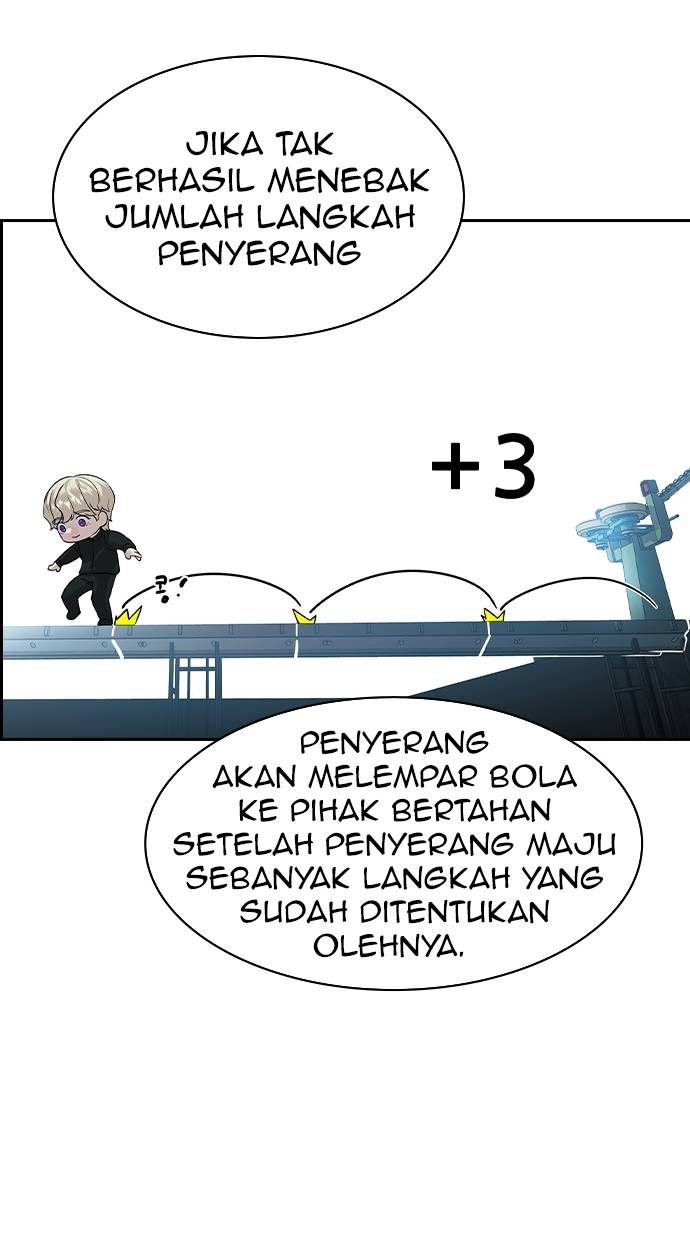 JIKA TAK
BERHASIL MENEBAK
JUMLAH LANGKAH
PENYERANG
+3
콩!
PENYERANG
AKAN MELEMPAR BOLA
KE PIHAK BERTAHAN
SETELAH PENYERANG MAJU
SEBANYAK LANGKAH YANG
SUDAH DITENTUKAN
OLEHNYA.